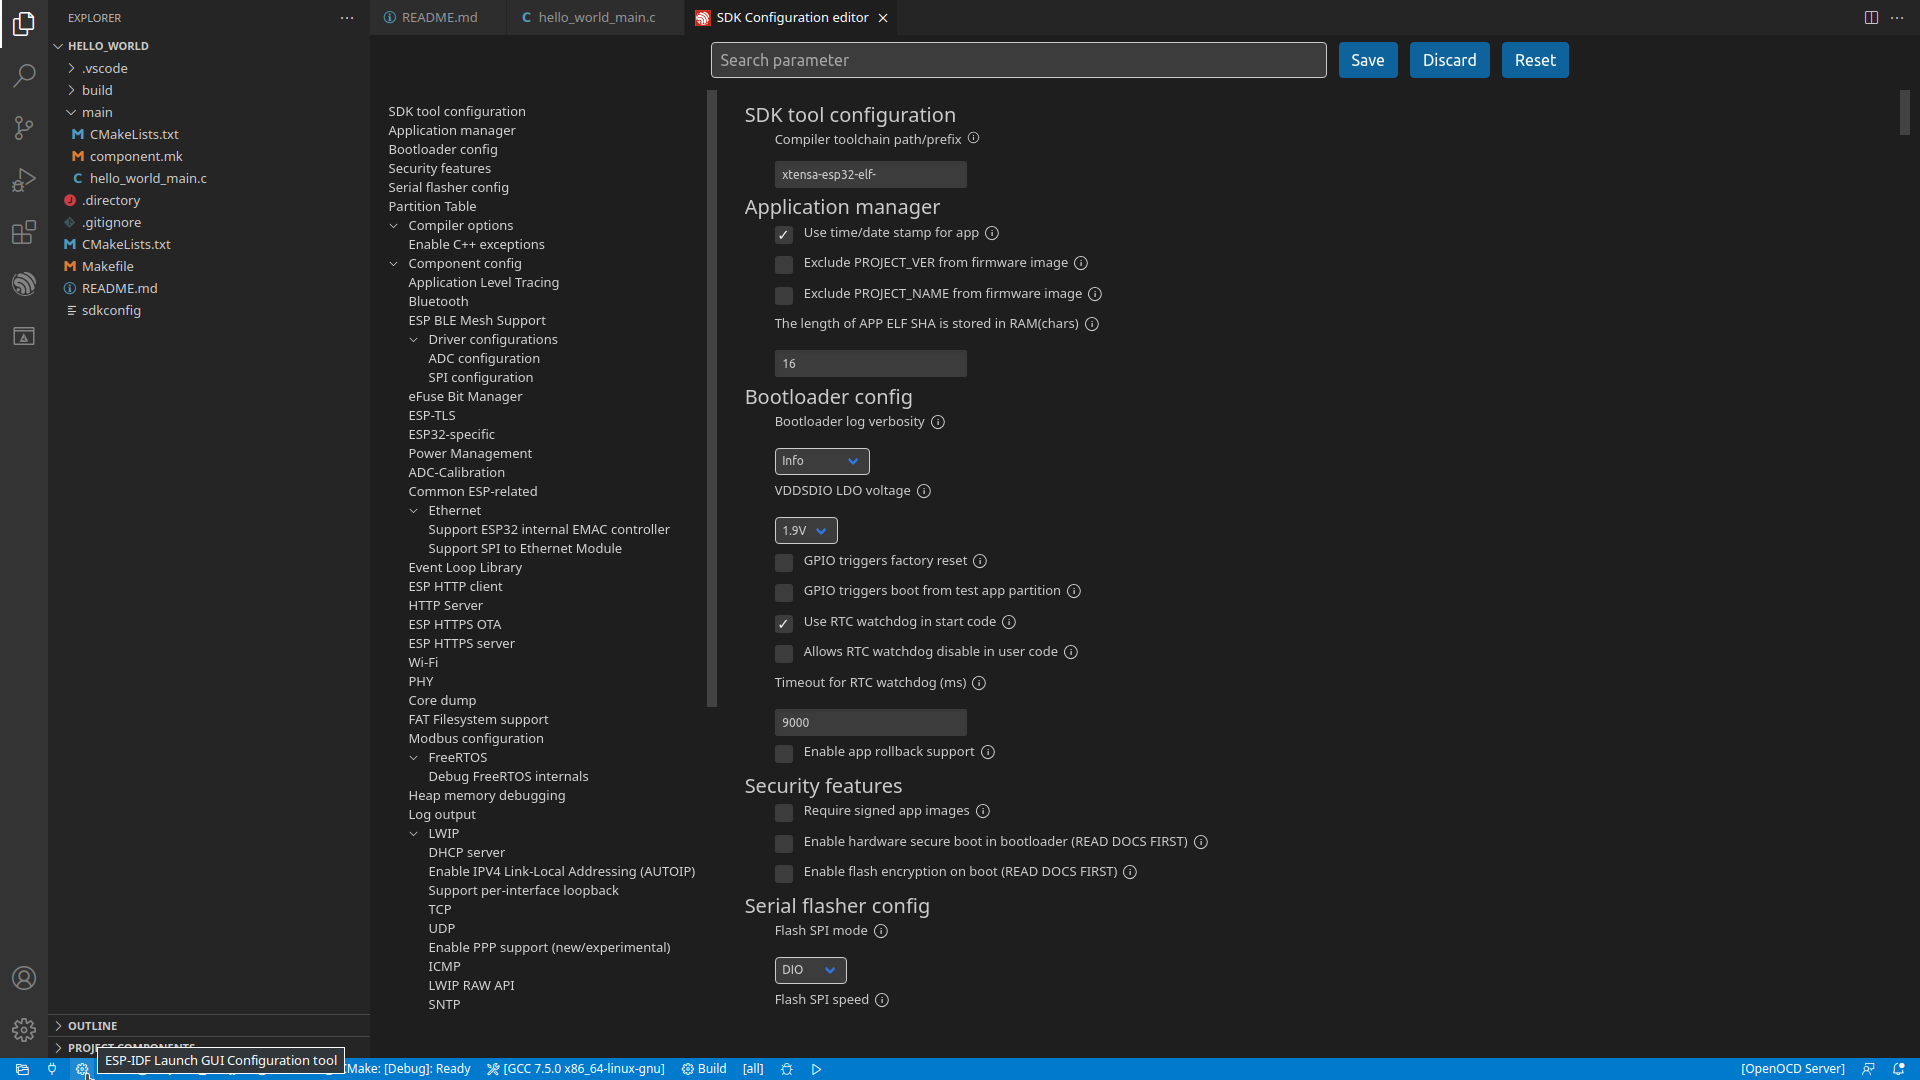 EXPLORER
HELLO_WORLD
.vscode
build
main
CMakeLists.txt
component.mk
hello_world_main.c
.directory
.gitignore
CMakeLists.txt
Makefile
README.md
sdkconfig
OUTLINE
PROJECT COMPONENTS
README.md
hello_world_main.c
SDK Configuration editor
Search parameter
Save
Discard
Reset
SDK tool configuration
Application manager
Bootloader config
Security features
Serial flasher config
Partition Table
Compiler options
Enable C++ exceptions
Component config
Application Level Tracing
Bluetooth
ESP BLE Mesh Support
Driver configurations
ADC configuration
SPI configuration
eFuse Bit Manager
ESP-TLS
ESP32-specific
Power Management
ADC-Calibration
Common ESP-related
Ethernet
Support ESP32 internal EMAC controller
Support SPI to Ethernet Module
Event Loop Library
ESP HTTP client
HTTP Server
ESP HTTPS OTA
ESP HTTPS server
Wi-Fi
PHY
Core dump
FAT Filesystem support
Modbus configuration
FreeRTOS
Debug FreeRTOS internals
Heap memory debugging
Log output
LWIP
DHCP server
Enable IPV4 Link-Local Addressing (AUTOIP)
Support per-interface loopback
TCP
UDP
Enable PPP support (new/experimental)
ICMP
LWIP RAW API
SNTP
SDK tool configuration
Compiler toolchain path/prefix
xtensa-esp32-elf-
Application manager
Use time/date stamp for app
Exclude PROJECT_VER from firmware image
Exclude PROJECT_NAME from firmware image
The length of APP ELF SHA is stored in RAM(chars)
16
Bootloader config
Bootloader log verbosity
Info
VDDSDIO LDO voltage
1.9V
GPIO triggers factory reset
GPIO triggers boot from test app partition
Use RTC watchdog in start code
Allows RTC watchdog disable in user code
Timeout for RTC watchdog (ms)
9000
Enable app rollback support
Security features
Require signed app images
Enable hardware secure boot in bootloader (READ DOCS FIRST)
Enable flash encryption on boot (READ DOCS FIRST)
Serial flasher config
Flash SPI mode
DIO
Flash SPI speed
ESP-IDF Launch GUI Configuration tool
CMake: [Debug]: Ready
[GCC 7.5.0 x86_64-linux-gnu]
Build
[all]
[OpenOCD Server]